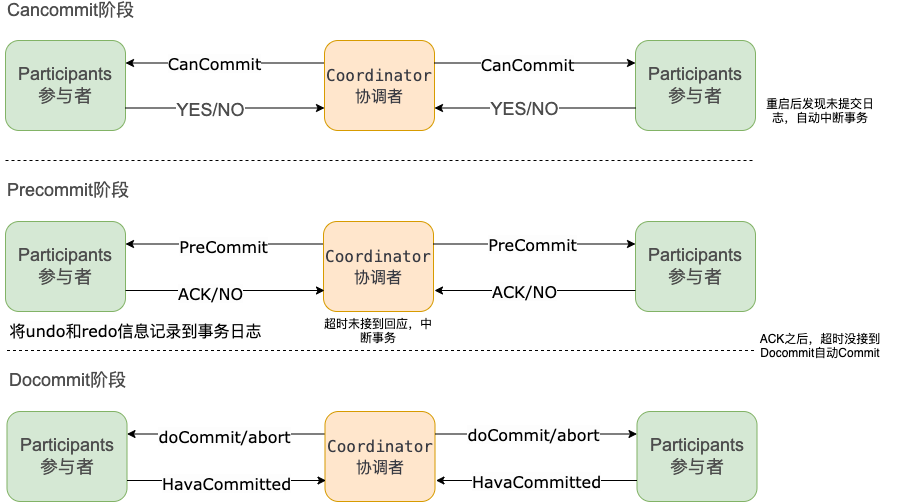 Cancommit阶段
Participants
参与者
CanCommit
YES/NO
Coordinator
协调者
CanCommit
YES/NO
Participants
参与者
重启后发现未提交日
志，自动中断事务
Precommit阶段
Participants
参与者
PreCommit
ACK/NO
Coordinator
协调者
PreCommit
ACK/NO
Participants
参与者
将undo和redo信息记录到事务日志
超时未接到回应，中
断事务
ACK之后，超时没接到
Docommit自动Commit
Docommit阶段
Participants
参与者
doCommit/abort
HavaCommitted
Coordinator
协调者
doCommit/abort
HavaCommitted
Participants
参与者